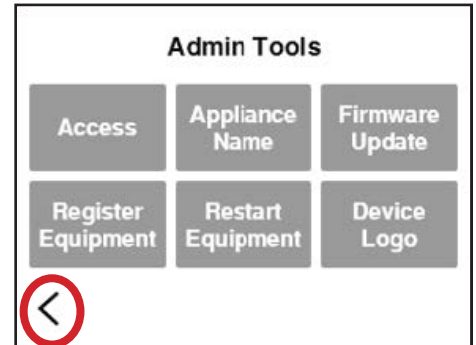 Admin Tools
Access
Appliance
Name
Firmware
Update
Register
Equipment
Restart
Equipment
Device
Logo